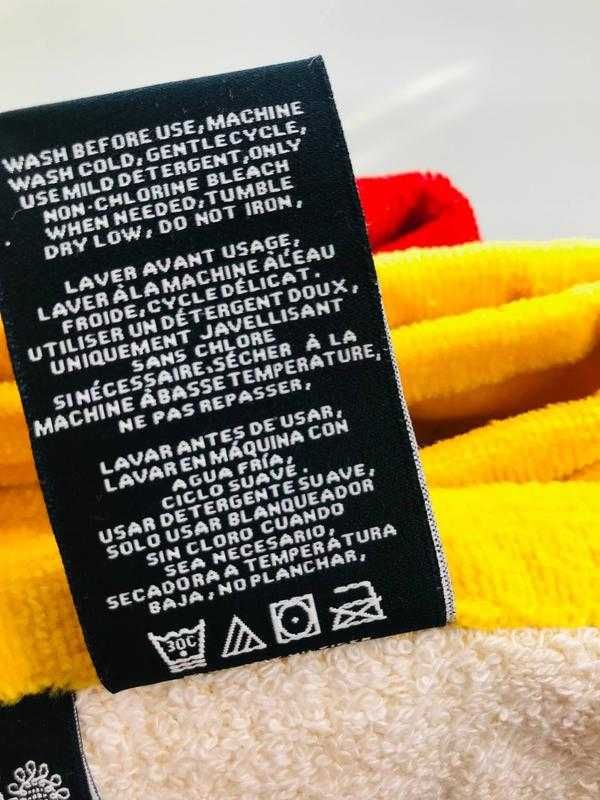 WASH BEFORE USE, MACHINE
WASH COLD, GENTLE CYCLE,
USE MILD DETERGENT, ONLY
NON-CHLORINE BLEACH
WHEN NEEDED, TUMBLE
DRY LOW, DO NOT IRON,
LAVER AVANT USAGE,
LAVER À LA MACHINE À L'EAU
FROIDE, CYCLE DÉLICAT.
UTILISER UN DÉTERGENT DOUX,
UNIQUEMENT JAVELLISANT
SANS CHLORE
SI NÉCESSAIRE, SÉCHER À LA
MACHINE À BASSE TEMPERATURE,
NE PAS REPASSER,
LAVAR ANTES DE USAR,
LAVAR EN MÁQUINA CON
AGUA FRÍA,
CICLO SUAVE.
USAR DETERGENTE SUAVE,
SOLO USAR BLANQUEADOR
SIN CLORO CUANDO
SEA NECESARIO,
SECADORA A TEMPERÁTURA
BAJA, NO PLANCHAR,
30C